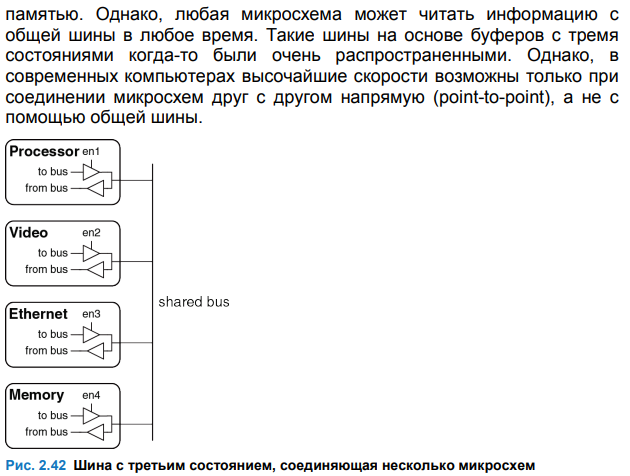 памятью. Однако, любая микросхема может читать информацию с
общей шины в любое время. Такие шины на основе буферов с тремя
состояниями когда-то были очень распространенными. Однако, в
современных компьютерах высочайшие скорости возможны только при
соединении микросхем друг с другом напрямую (point-to-point), а не с
помощью общей шины.
Processor en1
to bus
from bus
Video en2
to bus
from bus
shared bus
Ethernet en3
to bus
from bus
Memory en4
to bus
from bus
Рис. 2.42 Шина с третьим состоянием, соединяющая несколько микросхем